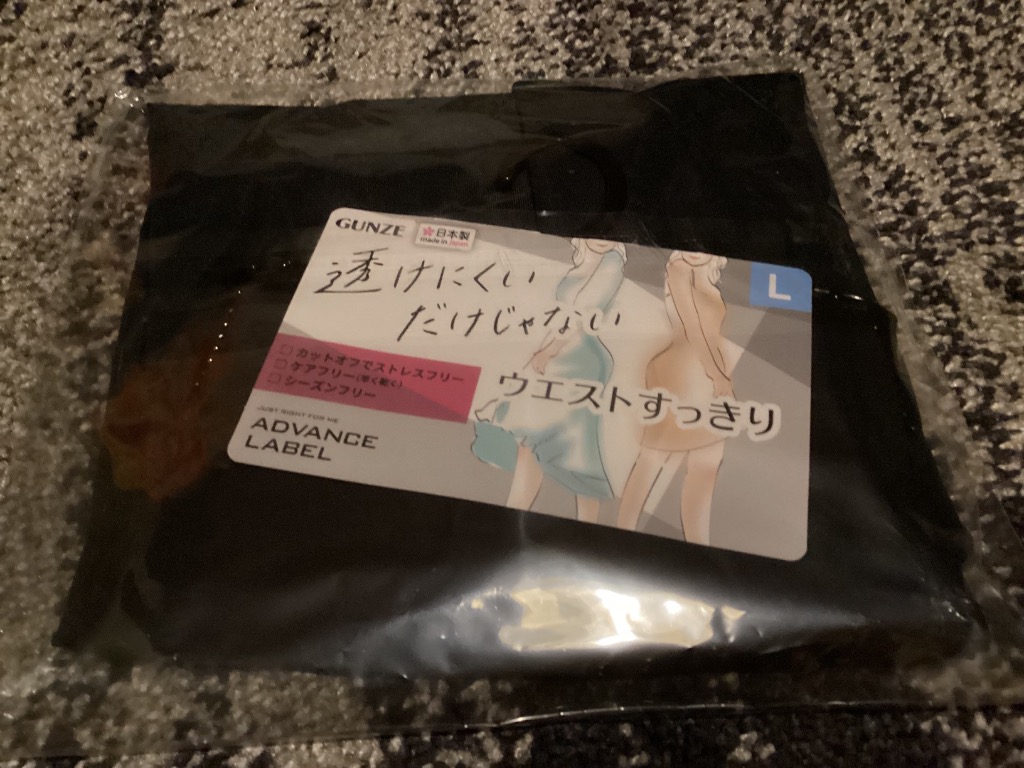 GUNZE
日本製
made in Japan
L
透けにくい
だけじゃない
カットオフでストレスフリー
ケアフリー(早く乾く)
シーズンフリー
ウエストすっきり
JUST RIGHT FOR ME
ADVANCE
LABEL